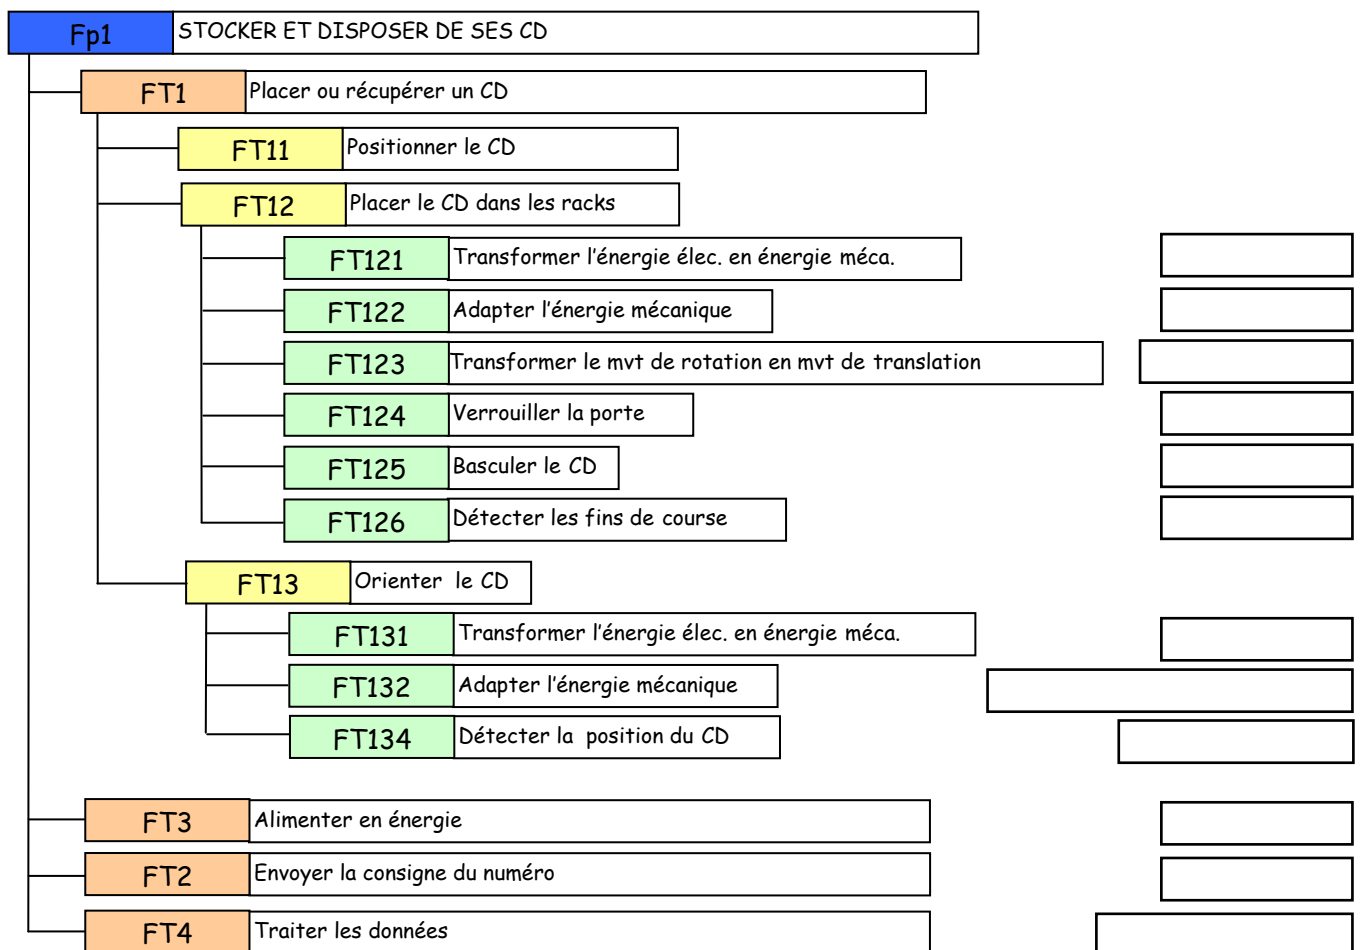 Fp1 STOCKER ET DISPOSER DE SES CD
FT1 Placer ou récupérer un CD
FT11 Positionner le CD
FT12 Placer le CD dans les racks
FT121 Transformer l'énergie élec. en énergie méca.
FT122 Adapter l'énergie mécanique
FT123 Transformer le mvt de rotation en mvt de translation
FT124 Verrouiller la porte
FT125 Basculer le CD
FT126 Détecter les fins de course
FT13 Orienter le CD
FT131 Transformer l'énergie élec. en énergie méca.
FT132 Adapter l'énergie mécanique
FT134 Détecter la position du CD
FT3 Alimenter en énergie
FT2 Envoyer la consigne du numéro
FT4 Traiter les données